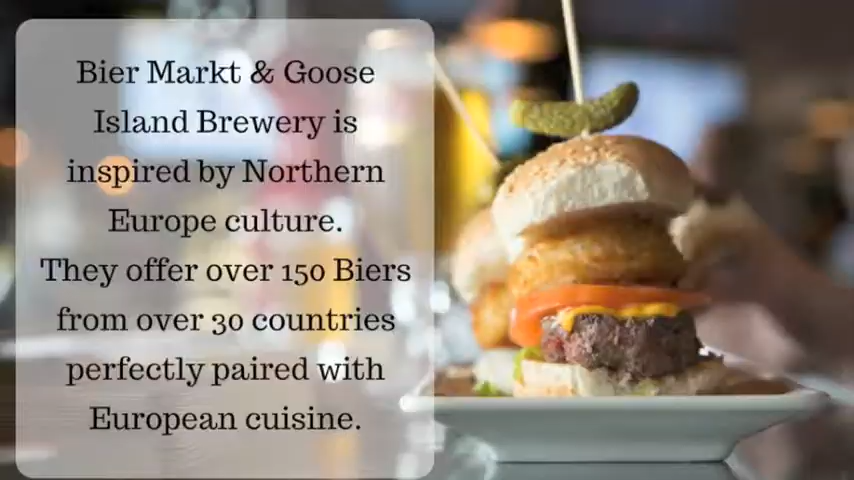 Bier Markt & Goose
Island Brewery is
inspired by Northern
Europe culture.
They offer over 150 Biers
from over 30 countries
perfectly paired with
European cuisine.